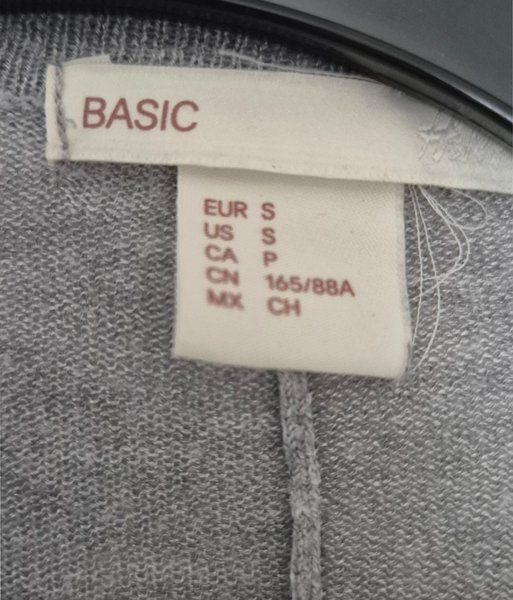 BASIC
EUR S
US S
CA P
CN 165/88A
MX CH